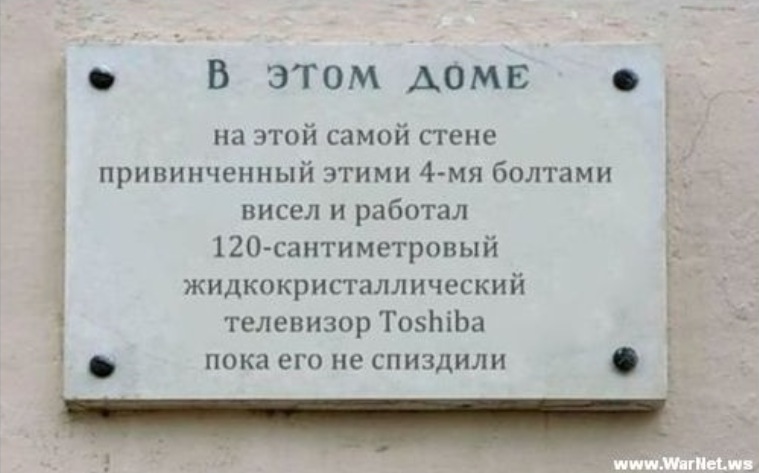 В ЭТОМ ДОМЕ
на этой самой стене
привинченный этими 4-мя болтами
висел и работал
120-сантиметровый
жидкокристаллический
телевизор Toshiba
пока его не спиздили
www.WarNet.ws